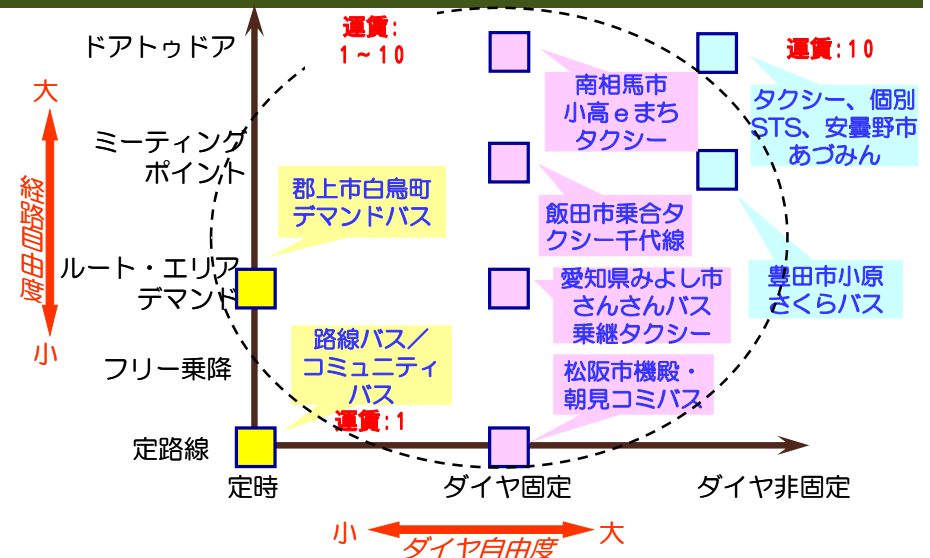 運賃:
1～10
ドアトゥドア
運賃:10
大
南相馬市
小高eまち
タクシー
タクシー、個別
STS、安曇野市
あづみん
ミーティング
ポイント
郡上市白鳥町
デマンドバス
飯田市乗合タ
クシー千代線
経路自由度
ルート・エリア
デマンド
愛知県みよし市
さんさんバス
乗継タクシー
豊田市小原
さくらバス
小
フリー乗降
路線バス／
コミュニティ
バス
運賃:1
松阪市機殿・
朝見コミバス
定路線
定時
ダイヤ固定
ダイヤ非固定
小
大
ダイヤ自由度